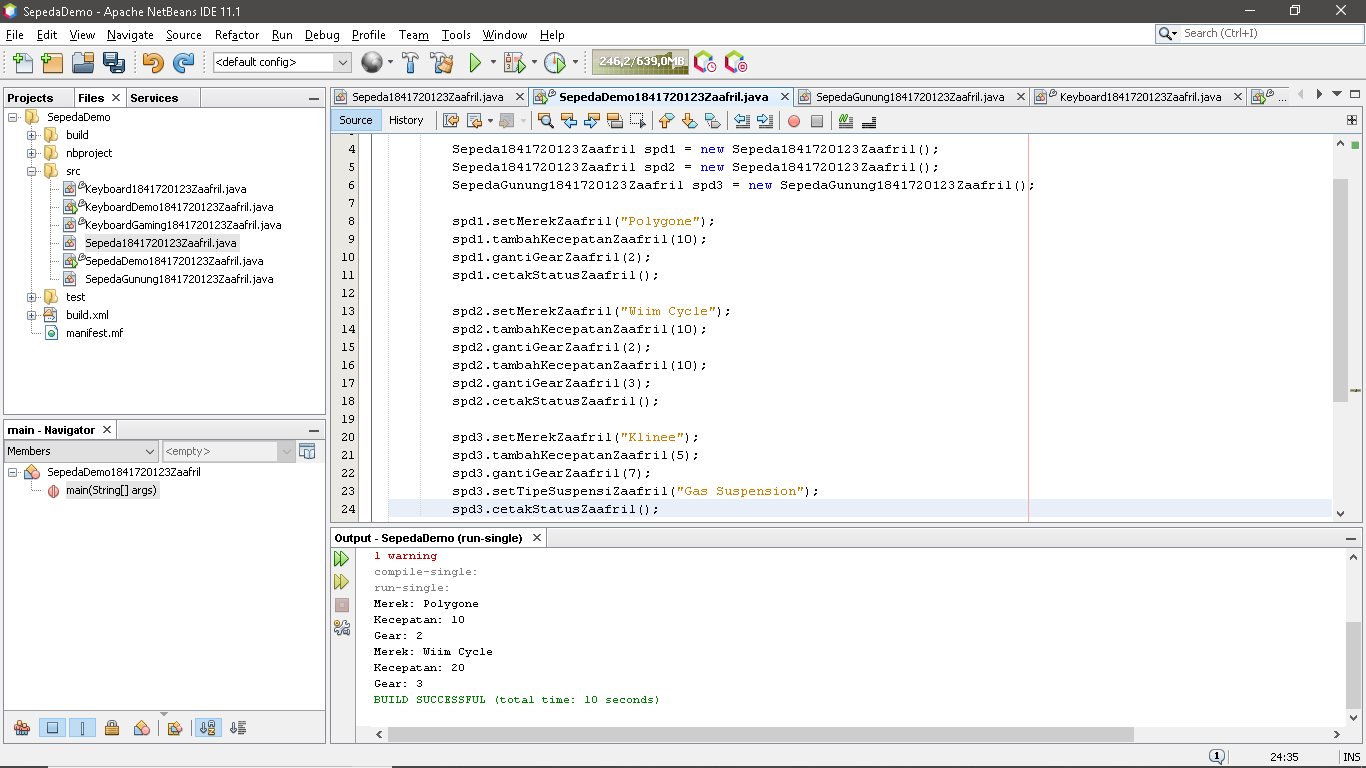 SepedaDemo - Apache NetBeans IDE 11.1
File Edit View Navigate Source Refactor Run Debug Profile Team Tools Window Help
Search (Ctrl+I)
<default config>
246,2/639,0MB
Projects Files Services
SepedaDemo
build
nbproject
src
Keyboard1841720123Zaafril.java
KeyboardDemo1841720123Zaafril.java
KeyboardGaming1841720123Zaafril.java
Sepeda1841720123Zaafril.java
SepedaDemo1841720123Zaafril.java
SepedaGunung1841720123Zaafril.java
test
build.xml
manifest.mf
main - Navigator
Members <empty>
SepedaDemo1841720123Zaafril
main(String[] args)
Sepeda1841720123Zaafril.java SepedaDemo1841720123Zaafril.java SepedaGunung1841720123Zaafril.java Keyboard1841720123Zaafril.java ...
Source History
4 Sepeda1841720123Zaafril spd1 = new Sepeda1841720123Zaafril();
5 Sepeda1841720123Zaafril spd2 = new Sepeda1841720123Zaafril();
6 SepedaGunung1841720123Zaafril spd3 = new SepedaGunung1841720123Zaafril();
7
8 spd1.setMerekZaafril("Polygone");
9 spd1.tambahKecepatanZaafril(10);
10 spd1.gantiGearZaafril(2);
11 spd1.cetakStatusZaafril();
12
13 spd2.setMerekZaafril("Wiim Cycle");
14 spd2.tambahKecepatanZaafril(10);
15 spd2.gantiGearZaafril(2);
16 spd2.tambahKecepatanZaafril(10);
17 spd2.gantiGearZaafril(3);
18 spd2.cetakStatusZaafril();
19
20 spd3.setMerekZaafril("Klinee");
21 spd3.tambahKecepatanZaafril(5);
22 spd3.gantiGearZaafril(7);
23 spd3.setTipeSuspensiZaafril("Gas Suspension");
24 spd3.cetakStatusZaafril();
Output - SepedaDemo (run-single)
1 warning
compile-single:
run-single:
Merek: Polygone
Kecepatan: 10
Gear: 2
Merek: Wiim Cycle
Kecepatan: 20
Gear: 3
BUILD SUCCESSFUL (total time: 10 seconds)
1 24:35 INS